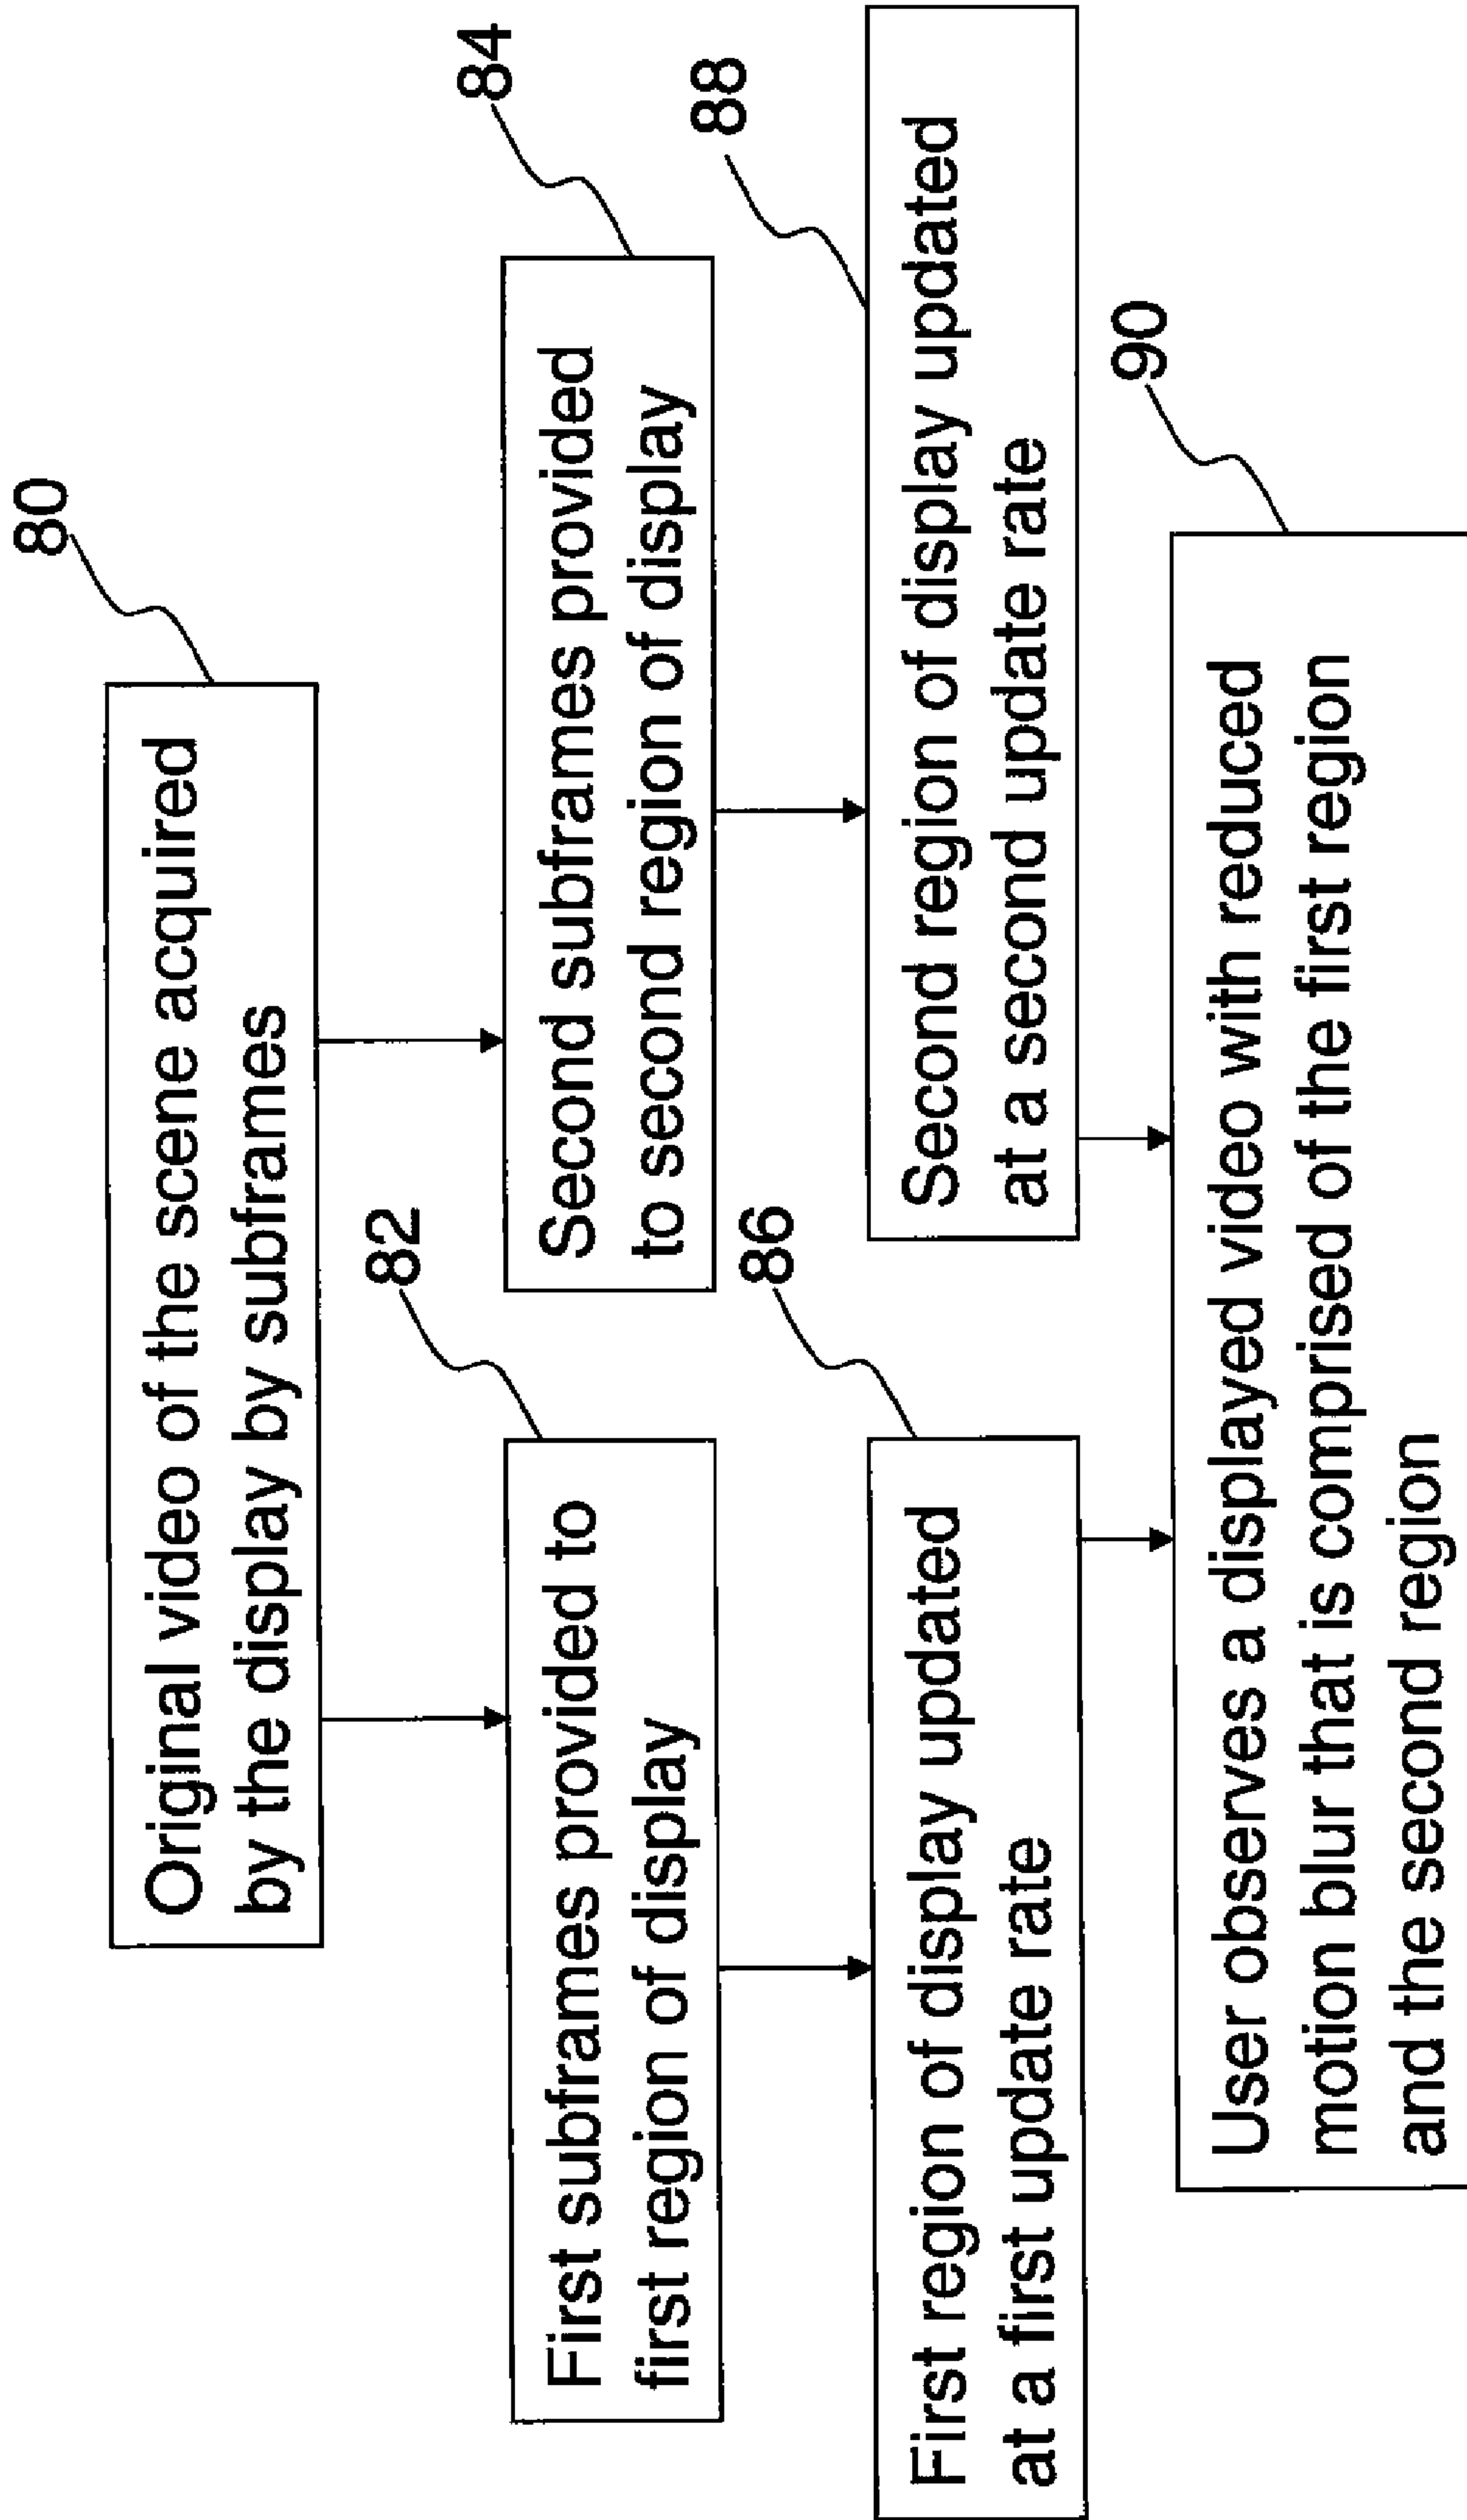 80
Original video of the scene acquired
by the display by subframes
82
First subframes provided to
first region of display
84
Second subframes provided
to second region of display
86
First region of display updated
at a first update rate
88
Second region of display updated
at a second update rate
90
User observes a displayed video with reduced
motion blur that is comprised of the first region
and the second region